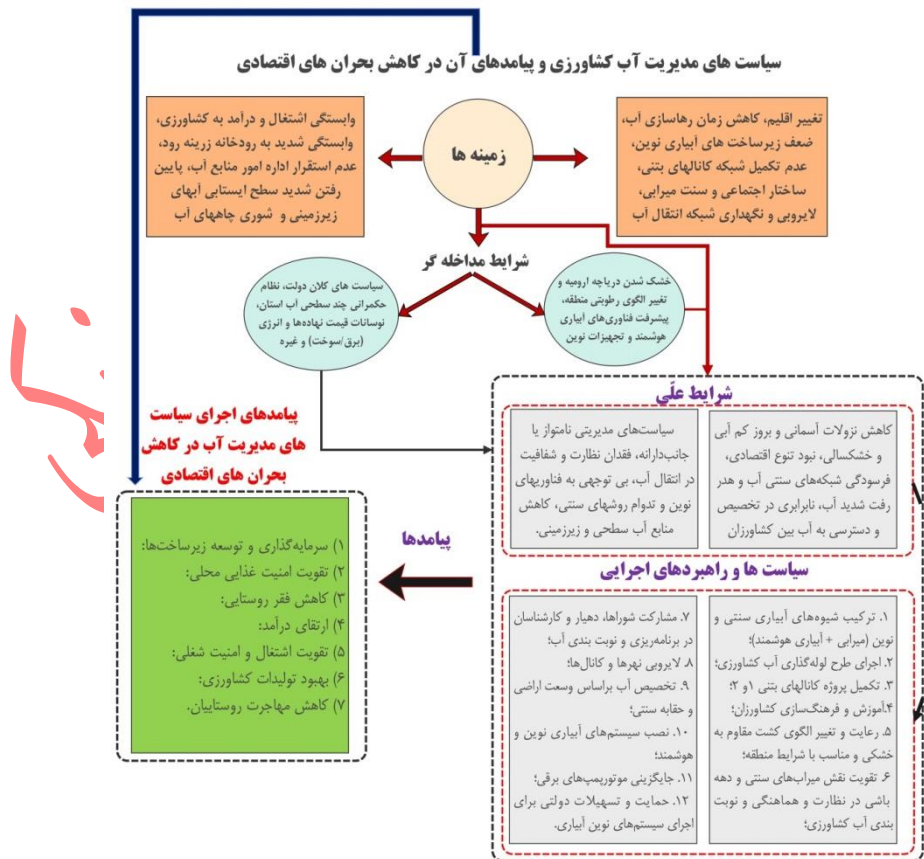 سیاست های مدیریت آب کشاورزی و پیامدهای آن در کاهش بحران های اقتصادی
تغییر اقلیم، کاهش زمان رهاسازی آب،
ضعف زیرساخت های آبیاری نوین،
عدم تکمیل شبکه کانالهای بتنی،
ساختار اجتماعی و سنت میرابی،
لایروبی و نگهداری شبکه انتقال آب
زمینه ها
وابستگی اشتغال و درآمد به کشاورزی،
وابستگی شدید به رودخانه زرینه رود،
عدم استقرار اداره امور منابع آب، پایین
رفتن شدید سطح ایستابی آبهای
زیرزمینی و شوری چاههای آب
شرایط مداخله گر
خشک شدن دریاچه ارومیه و
تغییر الگوی رطوبتی منطقه،
پیشرفت فناوری‌های آبیاری
هوشمند و تجهیزات نوین
سیاست های کلان دولت، نظام
حکمرانی چند سطحی آب استان،
نوسانات قیمت نهاده‌ها و انرژی
(برق/سوخت) و غیره
شرایط علّی
کاهش نزولات آسمانی و بروز کم آبی
و خشکسالی، نبود تنوع اقتصادی،
فرسودگی شبکه‌های سنتی آب و هدر
رفت شدید آب، نابرابری در تخصیص
و دسترسی به آب بین کشاورزان
سیاست‌های مدیریتی نامتواز یا
جانب‌دارانه، فقدان نظارت و شفافیت
در انتقال آب، بی توجهی به فناوریهای
نوین و تدوام روشهای سنتی، کاهش
منابع آب سطحی و زیرزمینی.
سیاست ها و راهبردهای اجرایی
۱. ترکیب شیوه‌های آبیاری سنتی و
نوین (میرابی + آبیاری هوشمند)؛
۲. اجرای طرح لوله‌گذاری آب کشاورزی؛
۳. تکمیل پروژه کانالهای بتنی ۱و ۲؛
۴.آموزش و فرهنگ‌سازی کشاورزان؛
۵. رعایت و تغییر الگوی کشت مقاوم به
خشکی و مناسب با شرایط منطقه؛
۶. تقویت نقش میراب‌های سنتی و دهه
باشی در نظارت و هماهنگی و نوبت
بندی آب کشاورزی؛
۷. مشارکت شوراها، دهیار و کارشناسان
در برنامه‌ریزی و نوبت بندی آب؛
۸. لایروبی نهرها و کانال‌ها؛
۹. تخصیص آب براساس وسعت اراضی
و حقابه سنتی؛
۱۰. نصب سیستم‌های آبیاری نوین و
هوشمند؛
۱۱. جایگزینی موتورپمپ‌های برقی؛
۱۲. حمایت و تسهیلات دولتی برای
اجرای سیستم‌های نوین آبیاری.
پیامدها
پیامدهای اجرای سیاست
های مدیریت آب در کاهش
بحران های اقتصادی
۱) سرمایه‌گذاری و توسعه زیرساخت‌ها:
۲) تقویت امنیت غذایی محلی:
۳) کاهش فقر روستایی:
۴) ارتقای درآمد:
۵) تقویت اشتغال و امنیت شغلی:
۶) بهبود تولیدات کشاورزی:
۷) کاهش مهاجرت روستاییان.